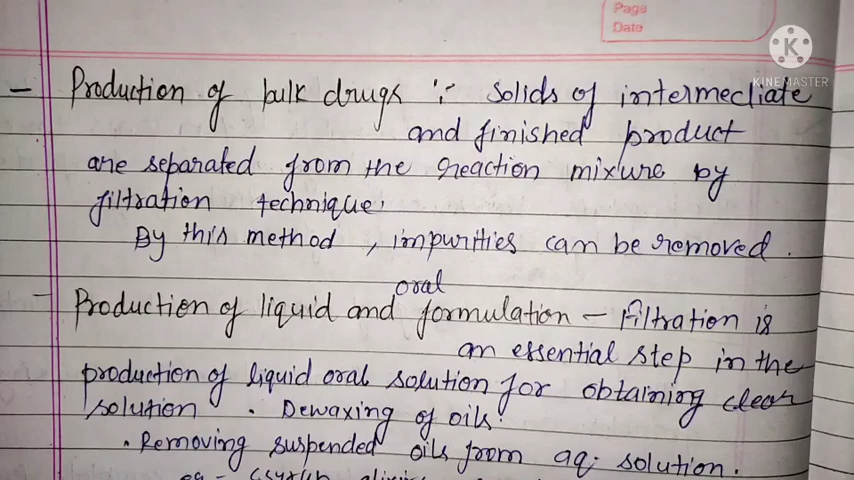 Page
Date
K
KINEMASTER
- Production of bulk drugs :- Solids of intermediate
and finished product
are separated from the reaction mixture by
filtration technique.
By this method, impurities can be removed.
oral
- Production of liquid and formulation - Filtration is
an essential step in the
production of liquid oral solution for obtaining clear
solution • Dewaxing of oils.
• Removing suspended oils from aq. solution.
eg -